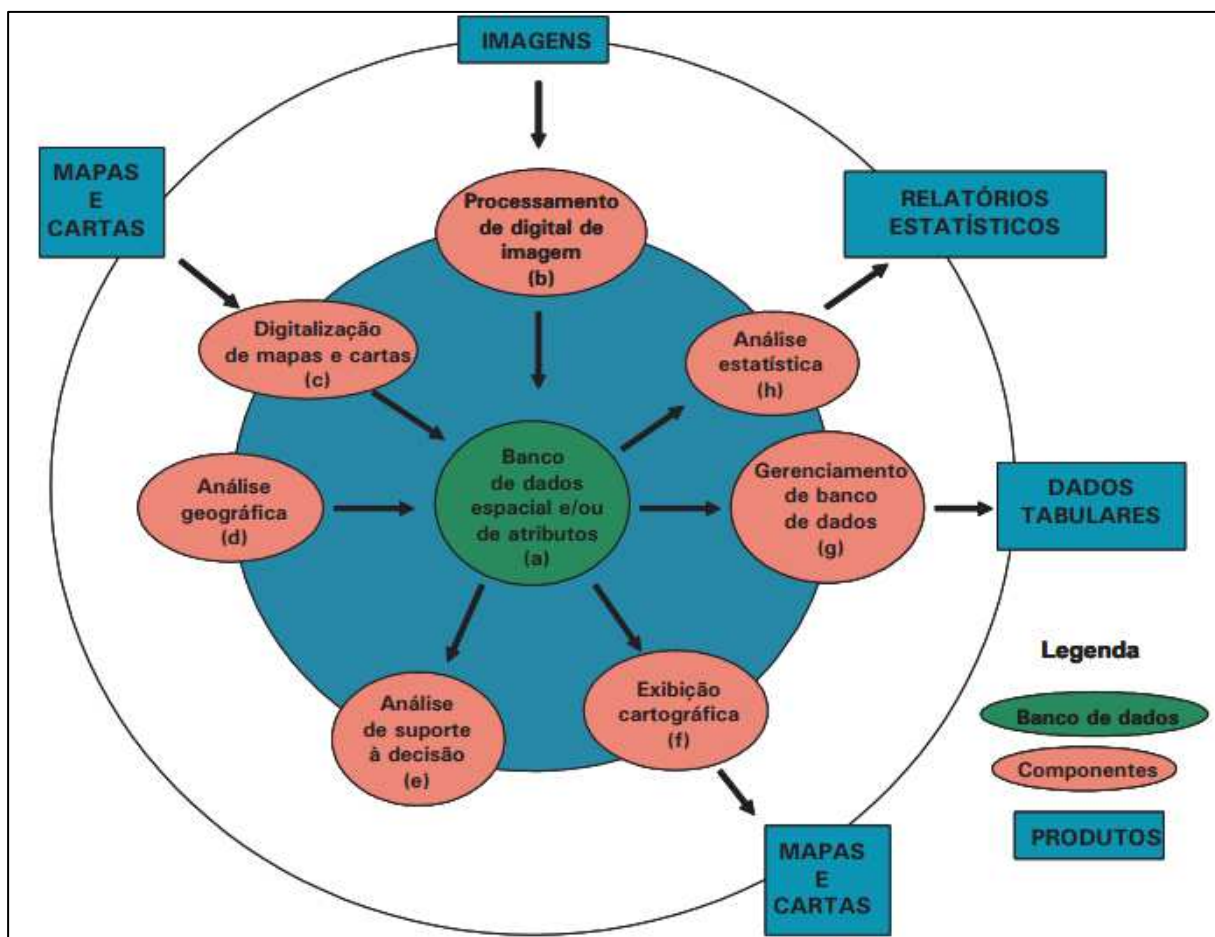 IMAGENS
MAPAS
E
CARTAS
Processamento
de digital de
imagem
(b)
RELATÓRIOS
ESTATÍSTICOS
Digitalização
de mapas e cartas
(c)
Análise
estatística
(h)
Banco
de dados
espacial e/ou
de atributos
(a)
Análise
geográfica
(d)
Gerenciamento
de banco
de dados
(g)
DADOS
TABULARES
Análise
de suporte
à decisão
(e)
Exibição
cartográfica
(f)
MAPAS
E
CARTAS
Legenda
Banco de dados
Componentes
PRODUTOS